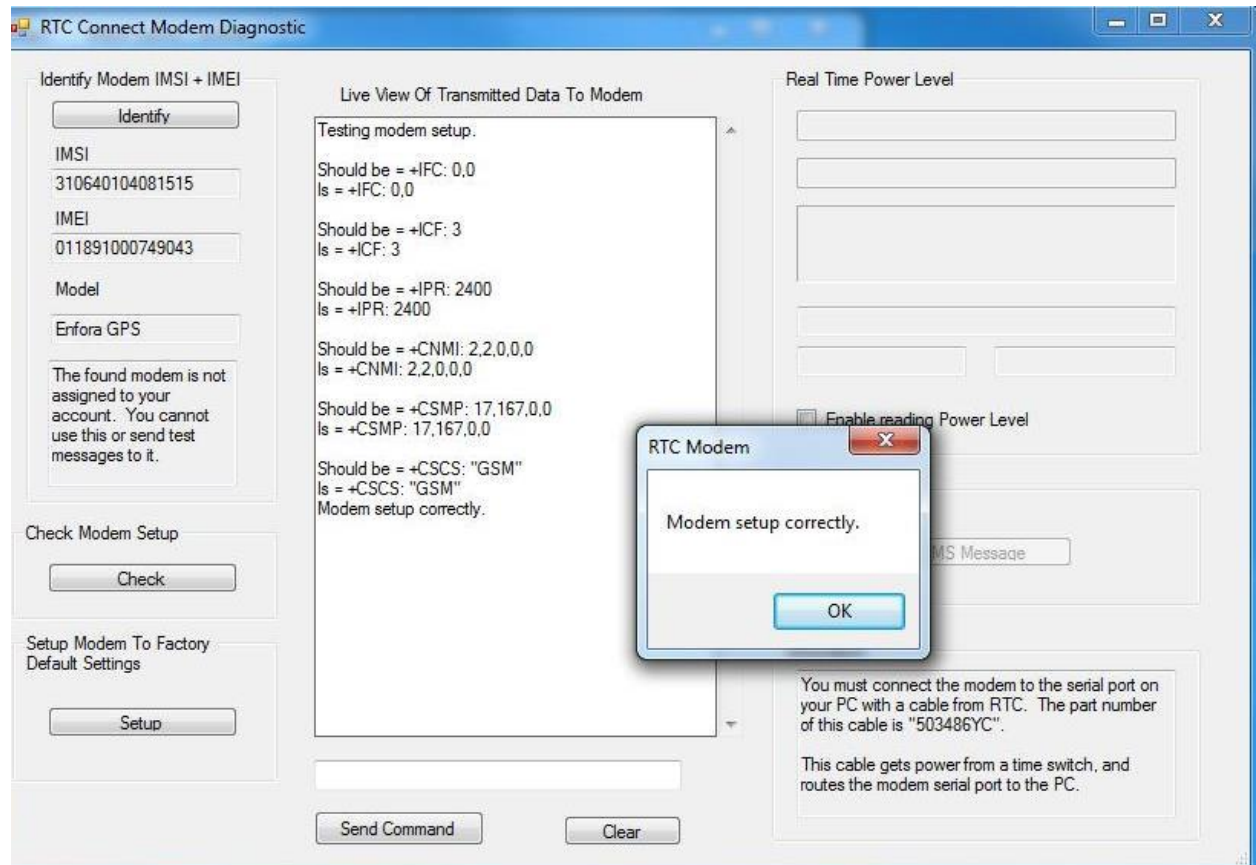 RTC Connect Modem Diagnostic
Identify Modem IMSI + IMEI
Identify
IMSI
310640104081515
IMEI
011891000749043
Model
Enfora GPS
The found modem is not
assigned to your
account. You cannot
use this or send test
messages to it.
Check Modem Setup
Check
Setup Modem To Factory
Default Settings
Setup
Live View Of Transmitted Data To Modem
Testing modem setup.
Should be = +IFC: 0,0
Is = +IFC: 0,0
Should be = +ICF: 3
Is = +ICF: 3
Should be = +IPR: 2400
Is = +IPR: 2400
Should be = +CNMI: 2,2,0,0,0
Is = +CNMI: 2,2,0,0,0
Should be = +CSMP: 17,167,0,0
Is = +CSMP: 17,167,0,0
Should be = +CSCS: "GSM"
Is = +CSCS: "GSM"
Modem setup correctly.
Send Command
Clear
Real Time Power Level
Enable reading Power Level
RTC Modem
Modem setup correctly.
OK
MS Message
You must connect the modem to the serial port on
your PC with a cable from RTC. The part number
of this cable is "503486YC".
This cable gets power from a time switch, and
routes the modem serial port to the PC.